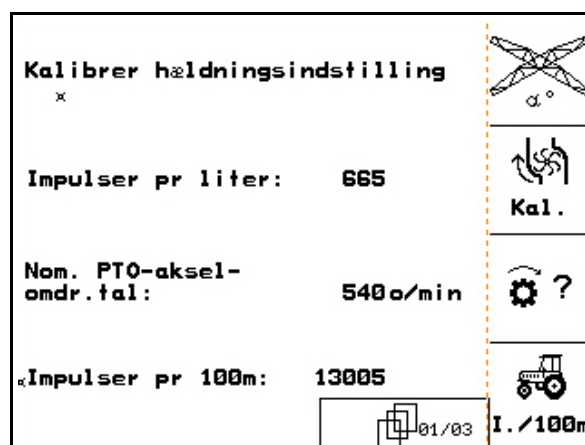 Kalibrer hældningsindstilling
α°
Impulser pr liter: 665
Kal.
Nom. PTO-aksel-
omdr.tal: 540o/min
?
Impulser pr 100m: 13005
01/03
I./100m